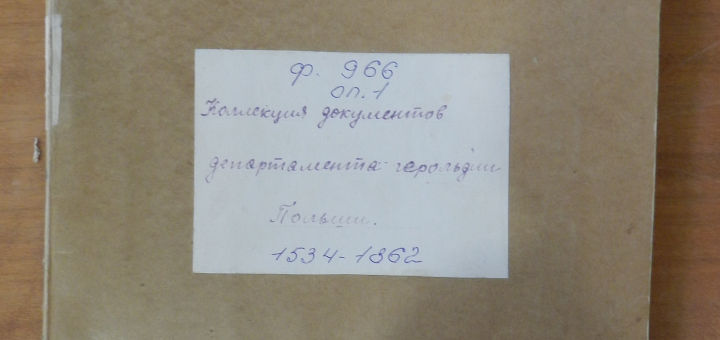 ф. 966
оп. 1
Коллекция документов
департамента герольдии
Польши.
1534-1862